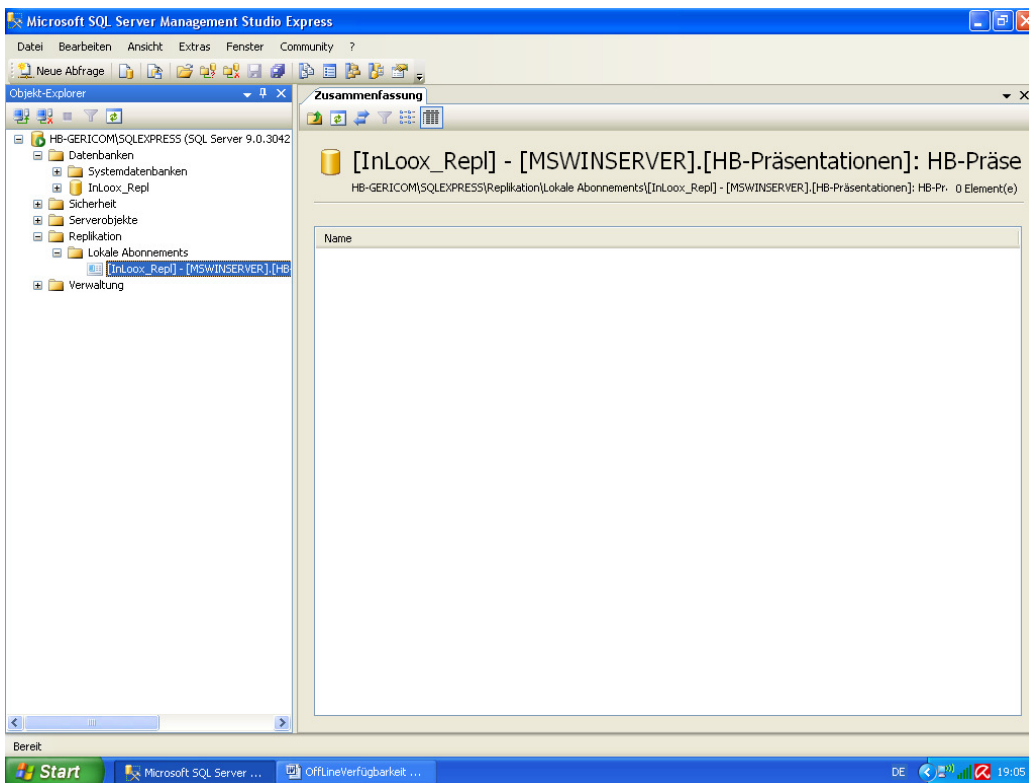 Microsoft SQL Server Management Studio Express
Datei Bearbeiten Ansicht Extras Fenster Community ?
Neue Abfrage
Objekt-Explorer
HB-GERICOM\SQLEXPRESS (SQL Server 9.0.3042
Datenbanken
Systemdatenbanken
InLoox_Repl
Sicherheit
Serverobjekte
Replikation
Lokale Abonnements
[InLoox_Repl] - [MSWINSERVER].[HB-
Verwaltung
Zusammenfassung
[InLoox_Repl] - [MSWINSERVER].[HB-Präsentationen]: HB-Präse
HB-GERICOM\SQLEXPRESS\Replikation\Lokale Abonnements\[InLoox_Repl] - [MSWINSERVER].[HB-Präsentationen]: HB-Pr. 0 Element(e)
Name
Bereit
Start
Microsoft SQL Server ...
OffLineVerfügbarkeit ...
DE
19:05